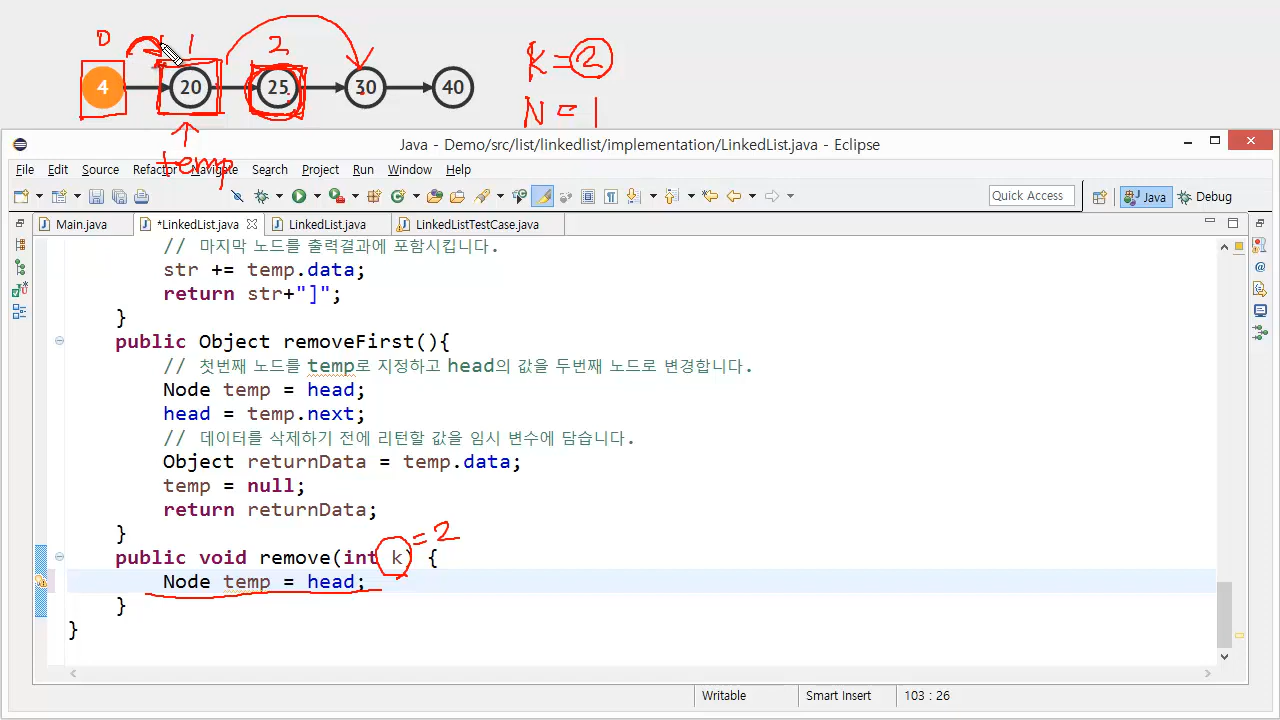 0 1 2
4 20 25 30 40
K = 2
N = 1
temp
Java - Demo/src/list/linkedlist/implementation/LinkedList.java - Eclipse
File Edit Source Refactor Navigate Search Project Run Window Help
Quick Access Java Debug
Main.java *LinkedList.java LinkedList.java LinkedListTestCase.java
// 마지막 노드를 출력결과에 포함시킵니다.
str += temp.data;
return str+"]";
}
public Object removeFirst(){
// 첫번째 노드를 temp로 지정하고 head의 값을 두번째 노드로 변경합니다.
Node temp = head;
head = temp.next;
// 데이터를 삭제하기 전에 리턴할 값을 임시 변수에 담습니다.
Object returnData = temp.data;
temp = null;
return returnData;
}
= 2
public void remove(int k) {
Node temp = head;
}
}
Writable Smart Insert 103 : 26